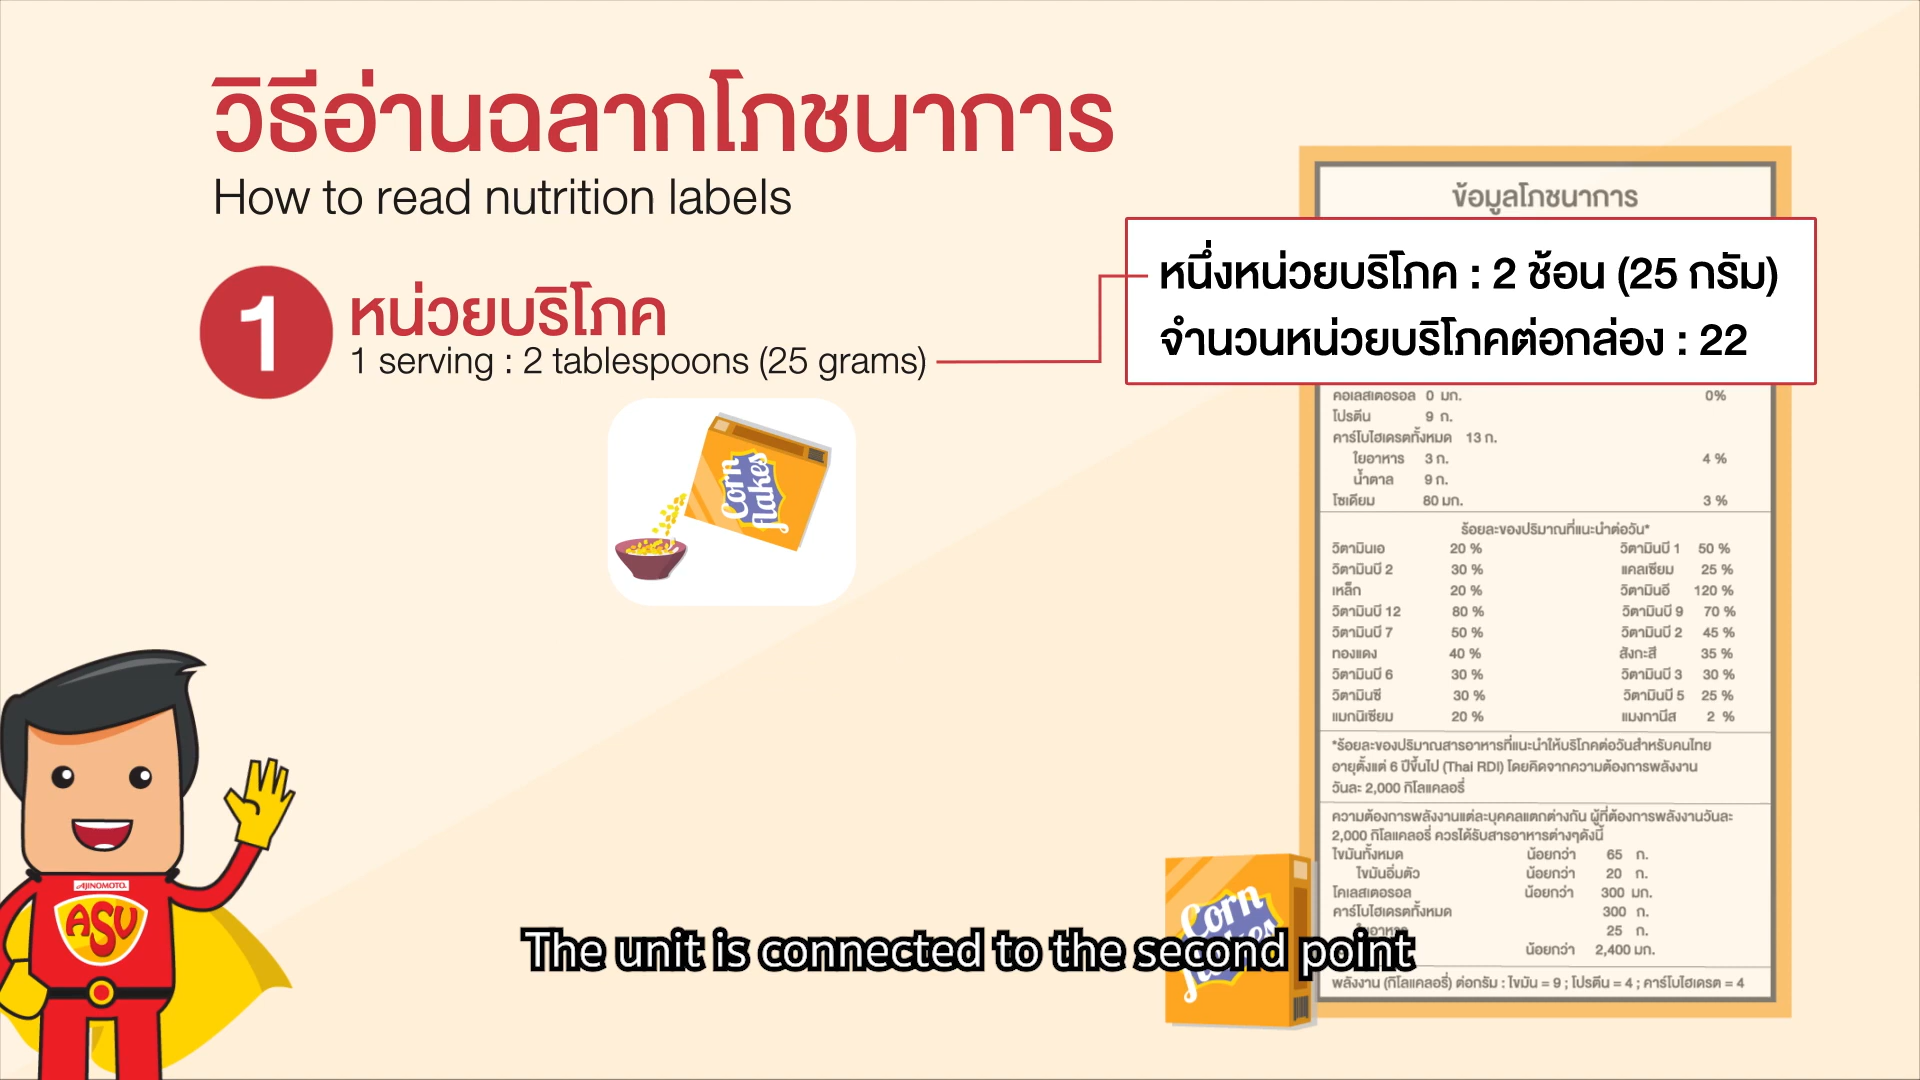 วิธีอ่านฉลากโภชนาการ
How to read nutrition labels
1
หน่วยบริโภค
1 serving : 2 tablespoons (25 grams)
Corn
flakes
ข้อมูลโภชนาการ
หนึ่งหน่วยบริโภค : 2 ช้อน (25 กรัม)
จำนวนหน่วยบริโภคต่อกล่อง : 22
คอเลสเตอรอล 0 มก. 0%
โปรตีน 9 ก.
คาร์โบไฮเดรตทั้งหมด 13 ก.
ใยอาหาร 3 ก. 4 %
น้ำตาล 9 ก.
โซเดียม 80 มก. 3 %
ร้อยละของปริมาณที่แนะนำต่อวัน*
วิตามินเอ 20 % วิตามินบี 1 50 %
วิตามินบี 2 30 % แคลเซียม 25 %
เหล็ก 20 % วิตามินอี 120 %
วิตามินบี 12 80 % วิตามินบี 9 70 %
วิตามินบี 7 50 % วิตามินบี 2 45 %
ทองแดง 40 % สังกะสี 35 %
วิตามินบี 6 30 % วิตามินบี 3 30 %
วิตามินซี 30 % วิตามินบี 5 25 %
แมกนิเซียม 20 % แมงกานีส 2 %
*ร้อยละของปริมาณสารอาหารที่แนะนำให้บริโภคต่อวันสำหรับคนไทย
อายุตั้งแต่ 6 ปีขึ้นไป (Thai RDI) โดยคิดจากความต้องการพลังงาน
วันละ 2,000 กิโลแคลอรี่
ความต้องการพลังงานแต่ละบุคคลแตกต่างกัน ผู้ที่ต้องการพลังงานวันละ
2,000 กิโลแคลอรี่ ควรได้รับสารอาหารต่างๆดังนี้
ไขมันทั้งหมด น้อยกว่า 65 ก.
ไขมันอิ่มตัว น้อยกว่า 20 ก.
โคเลสเตอรอล น้อยกว่า 300 มก.
คาร์โบไฮเดรตทั้งหมด 300 ก.
ใยอาหาร 25 ก.
น้อยกว่า 2,400 มก.
พลังงาน (กิโลแคลอรี่) ต่อกรัม : ไขมัน = 9 ; โปรตีน = 4 ; คาร์โบไฮเดรต = 4
Corn
flakes
AJINOMOTO.
ASV
The unit is connected to the second point